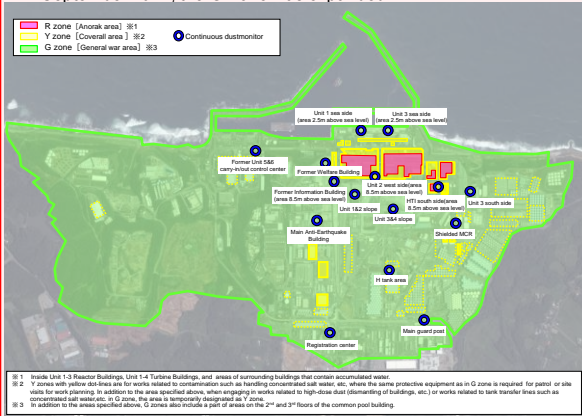 R zone [Anorak area] ※1
Y zone [Coverall area] ※2
G zone [General war area] ※3
Continuous dustmonitor
Unit 1 sea side
(area 2.5m above sea level)
Unit 3 sea side
(area 2.5m above sea level)
Former Unit 5&6
carry-in/out control center
Former Welfare Building
Unit 2 west side(area
8.5m above sea level)
Former Information Building
(area 8.5m above sea level)
HTI south side(area
8.5m above sea level)
Unit 3 south side
Unit 1&2 slope
Unit 3&4 slope
Main Anti-Earthquake
Building
Shielded MCR
H tank area
Main guard post
Registration center
※ 1 Inside Unit 1-3 Reactor Buildings, Unit 1-4 Turbine Buildings, and areas of surrounding buildings that contain accumulated water.
※ 2 Y zones with yellow dot-lines are for works related to contamination such as handling concentrated salt water, etc, where the same protective equipment as in G zone is required for patrol or site
visits for work planning. In addition to the area specified above, when engaging in works related to high-dose dust (dismantling of buildings, etc.) or works related to tank transfer lines such as
concentrated salt water,etc. in G zone, the area is temporarily designated as Y zone.
※ 3 In addition to the areas specified above, G zones also include a part of areas on the 2nd and 3rd floors of the common pool building.